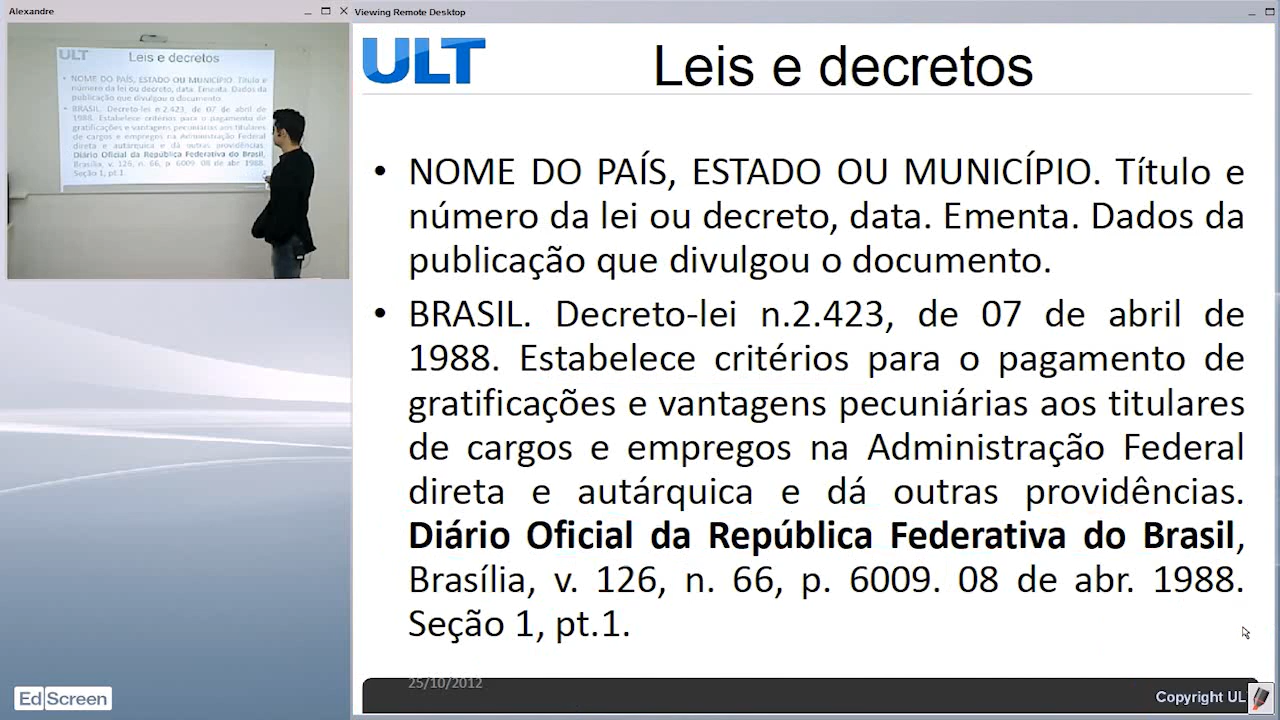 Alexandre
Viewing Remote Desktop
ULT
Leis e decretos
• NOME DO PAÍS, ESTADO OU MUNICÍPIO. Título e
número da lei ou decreto, data. Ementa. Dados da
publicação que divulgou o documento.
• BRASIL. Decreto-lei n.2.423, de 07 de abril de
1988. Estabelece critérios para o pagamento de
gratificações e vantagens pecuniárias aos titulares
de cargos e empregos na Administração Federal
direta e autárquica e dá outras providências.
Diário Oficial da República Federativa do Brasil,
Brasília, v. 126, n. 66, p. 6009. 08 de abr. 1988.
Seção 1, pt.1.
ULT
Leis e decretos
• NOME DO PAÍS, ESTADO OU MUNICÍPIO. Título e
número da lei ou decreto, data. Ementa. Dados da
publicação que divulgou o documento.
• BRASIL. Decreto-lei n.2.423, de 07 de abril de
1988. Estabelece critérios para o pagamento de
gratificações e vantagens pecuniárias aos titulares
de cargos e empregos na Administração Federal
direta e autárquica e dá outras providências.
Diário Oficial da República Federativa do Brasil,
Brasília, v. 126, n. 66, p. 6009. 08 de abr. 1988.
Seção 1, pt.1.
25/10/2012
Copyright UL
EdScreen